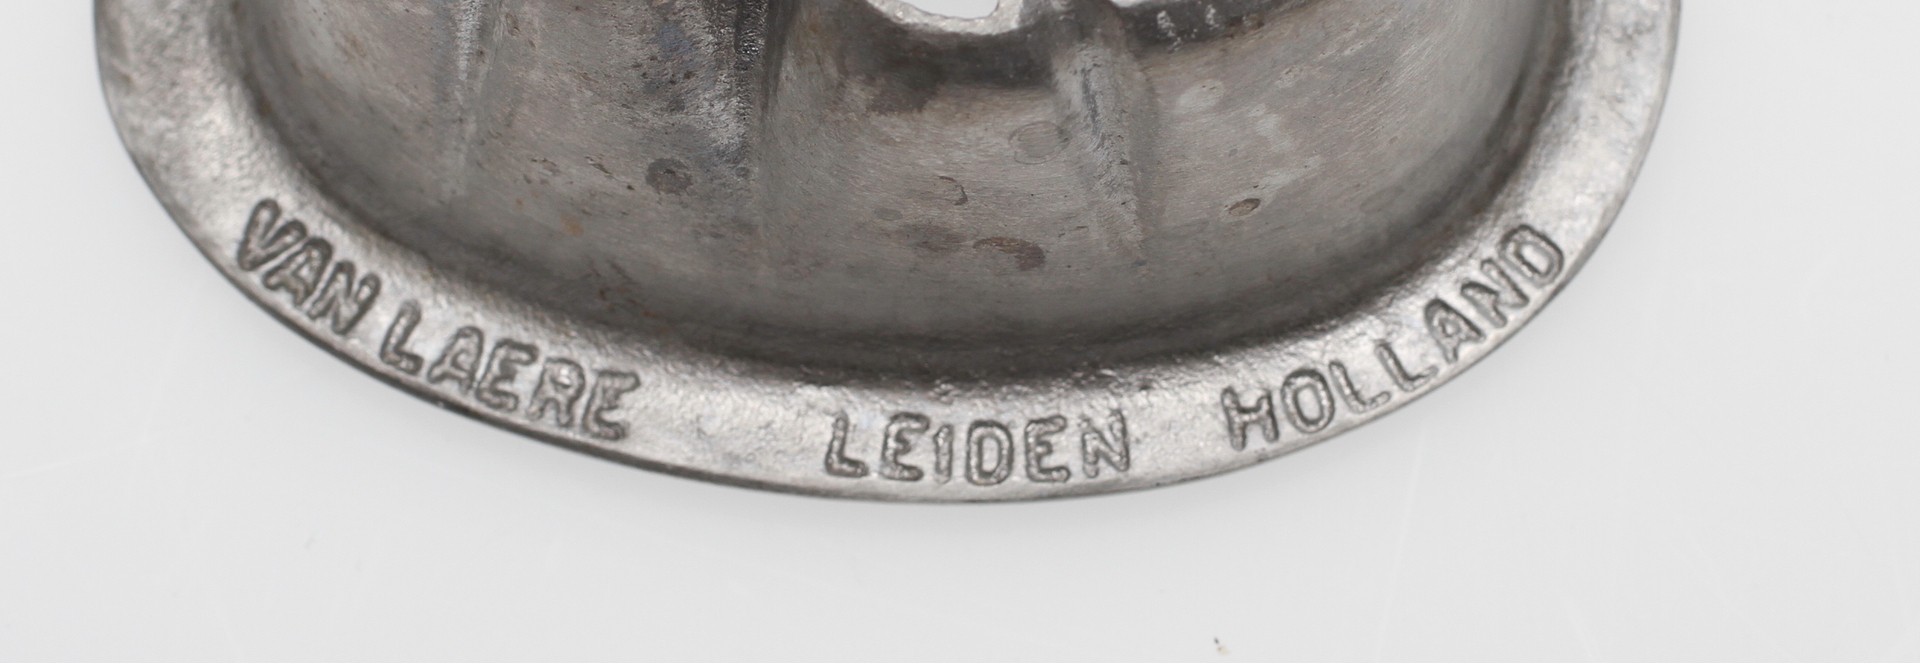 VAN LAERE LEIDEN HOLLAND